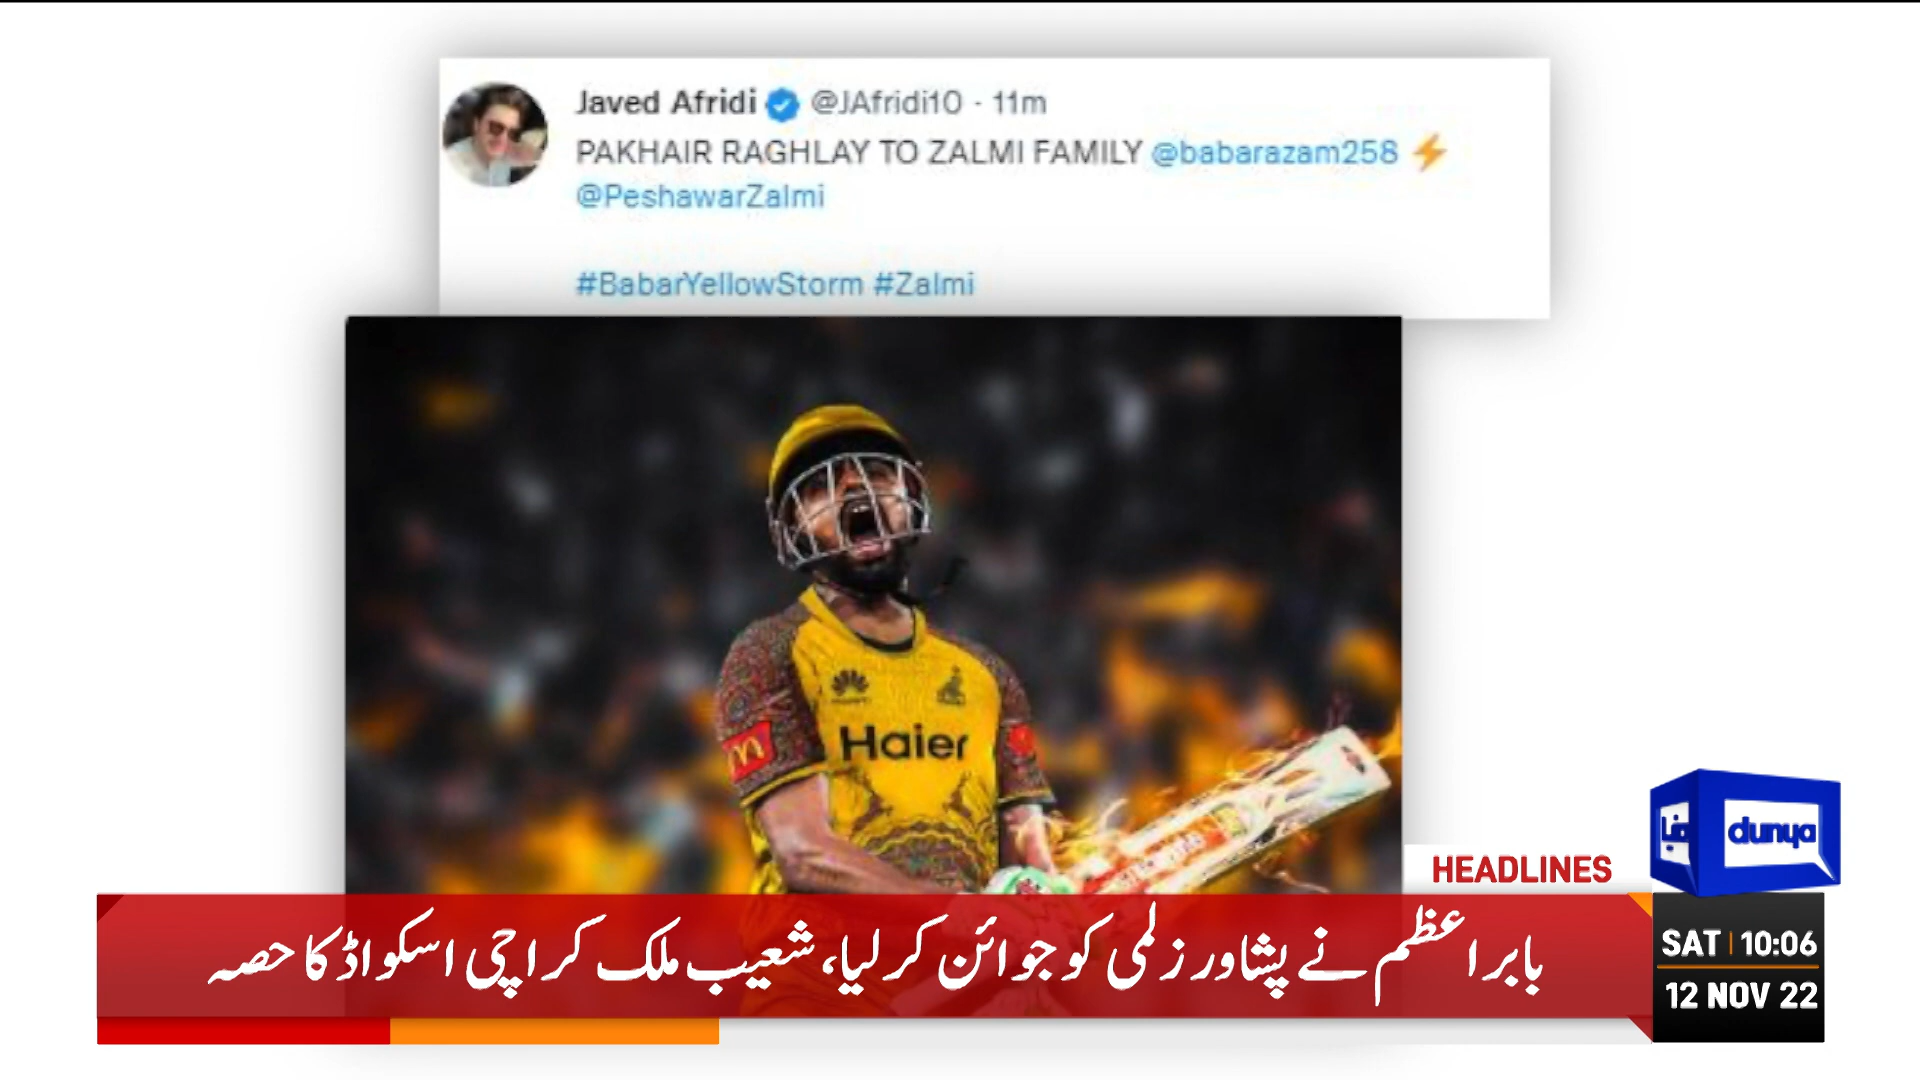 Javed Afridi @JAfridi10 · 11m
PAKHAIR RAGHLAY TO ZALMI FAMILY @babarazam258 ⚡
@PeshawarZalmi
#BabarYellowStorm #Zalmi
Haier
دنیا
dunya
HEADLINES
بابر اعظم نے پشاور زلمی کو جوائن کر لیا، شعیب ملک کراچی اسکواڈ کا حصہ
SAT | 10:06
12 NOV 22